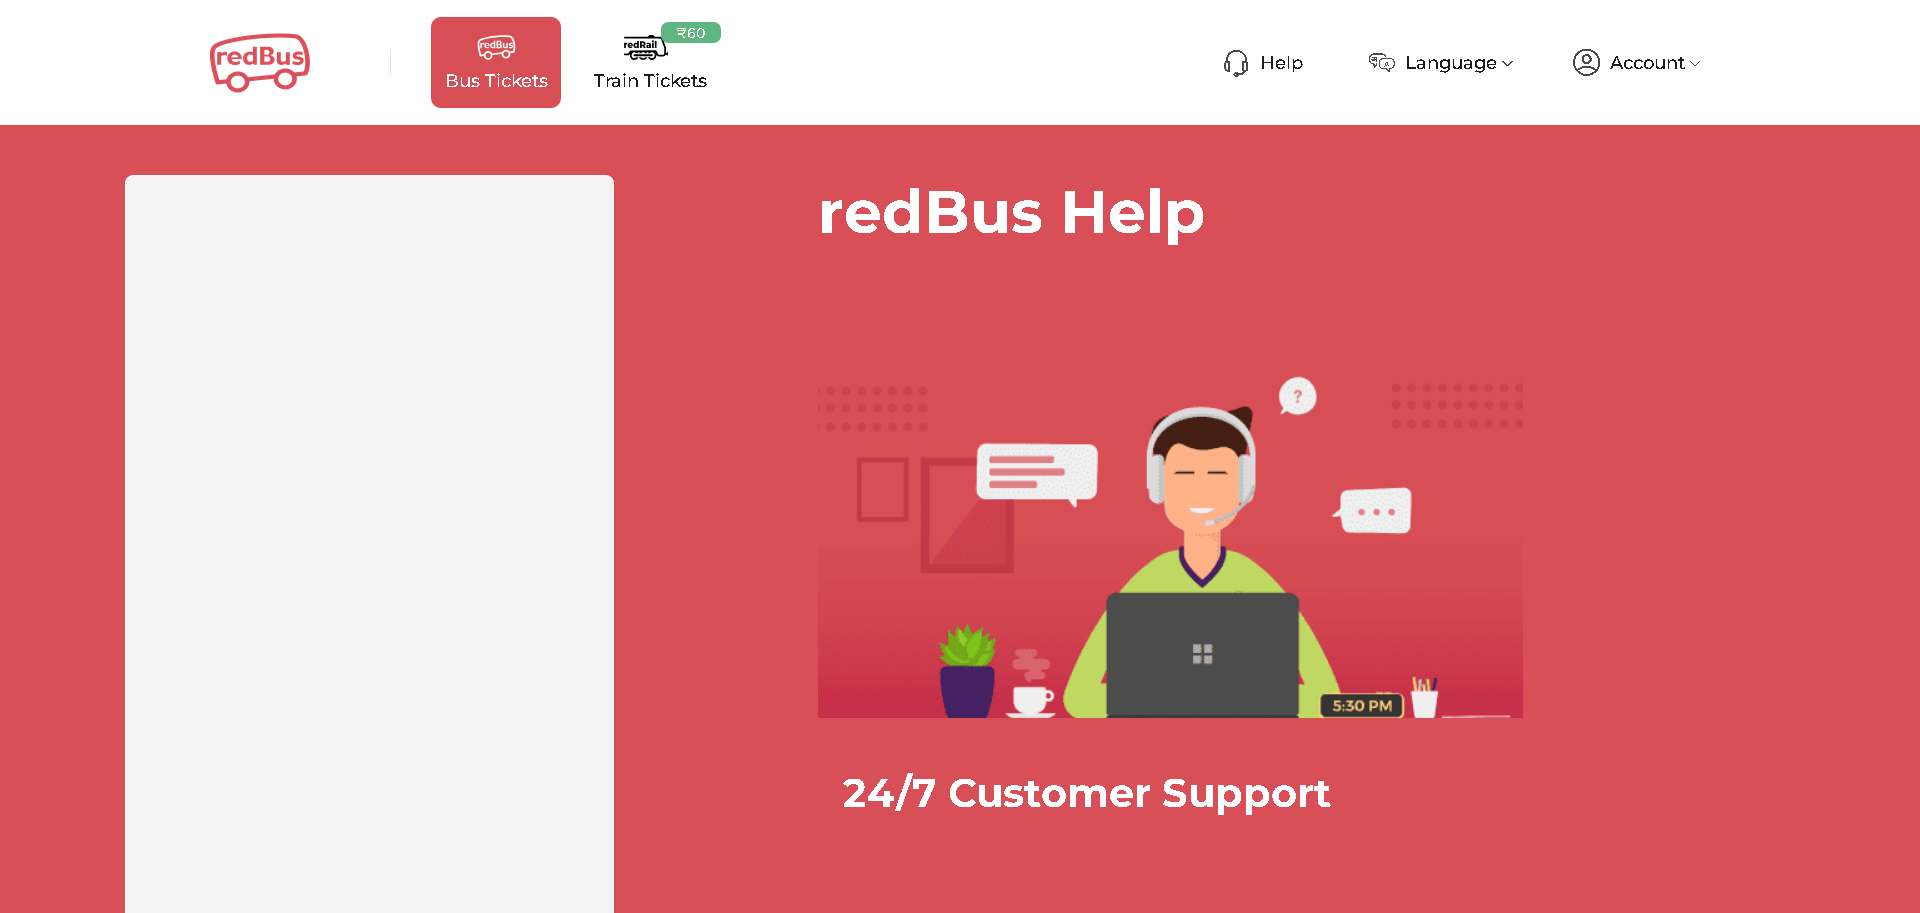 redBus
redBus
Bus Tickets
redRail
₹60
Train Tickets
Help
Language
Account
redBus Help
?
5:30 PM
24/7 Customer Support